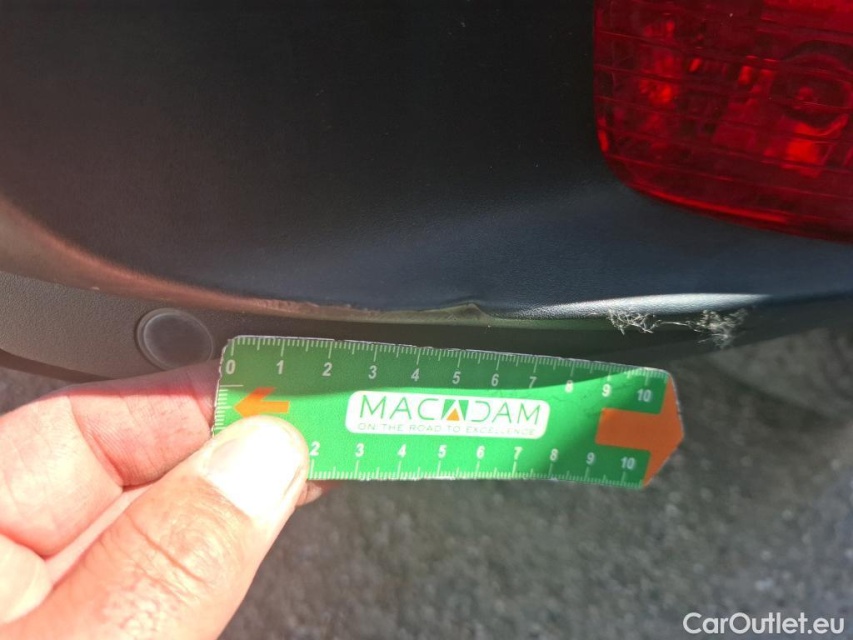 0 1 2 3 4 5 6 7 8 9 10
MACADAM
ON THE ROAD TO EXCELLENCE
2 3 4 5 6 7 8 9 10
CarOutlet.eu